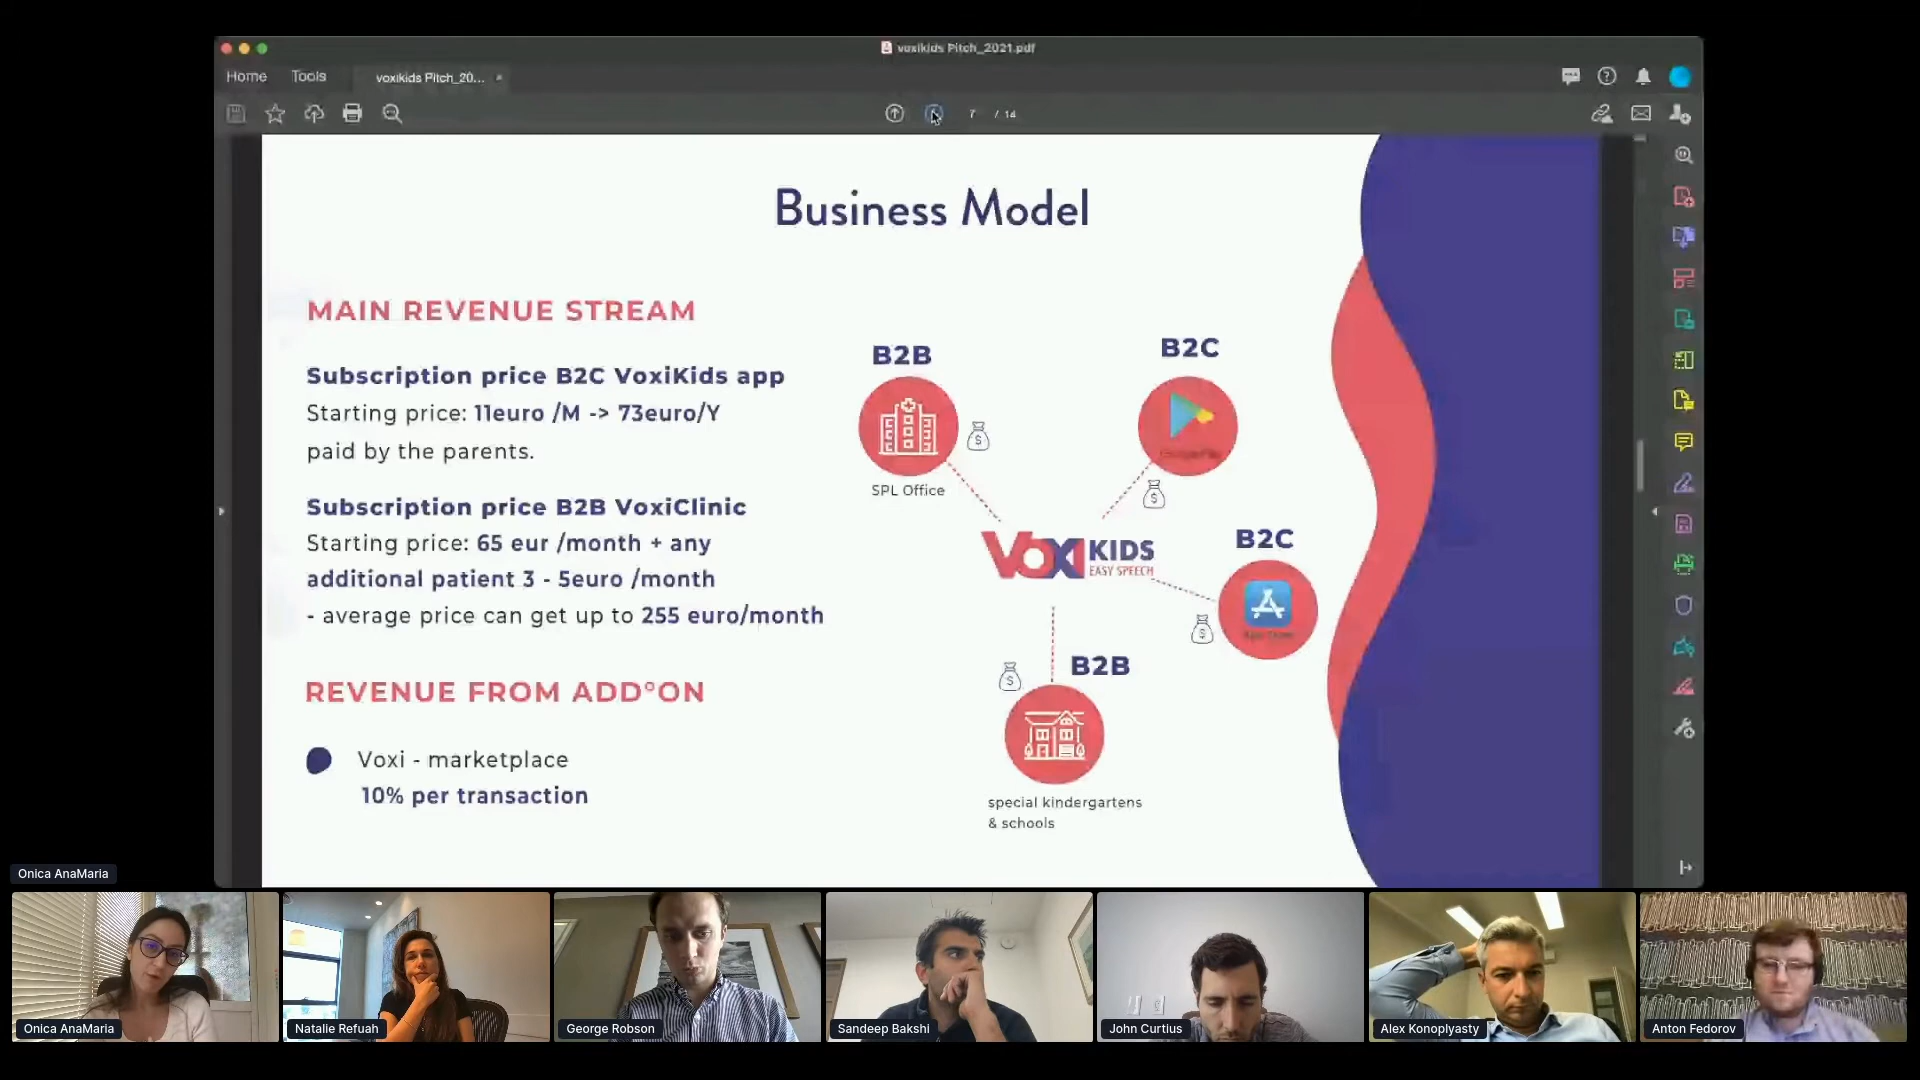 voxikids Pitch_2021.pdf
Home
Tools
voxikids Pitch_20...
7 / 14
Business Model
MAIN REVENUE STREAM
Subscription price B2C VoxiKids app
Starting price: 11euro /M -> 73euro/Y
paid by the parents.
Subscription price B2B VoxiClinic
Starting price: 65 eur /month + any
additional patient 3 - 5euro /month
- average price can get up to 255 euro/month
REVENUE FROM ADD°ON
Voxi - marketplace
10% per transaction
B2B
SPL Office
B2C
VOXI KIDS
EASY SPEECH
B2C
B2B
special kindergartens
& schools
Onica AnaMaria
Onica AnaMaria
Natalie Refuah
George Robson
Sandeep Bakshi
John Curtius
Alex Konoplyasty
Anton Fedorov